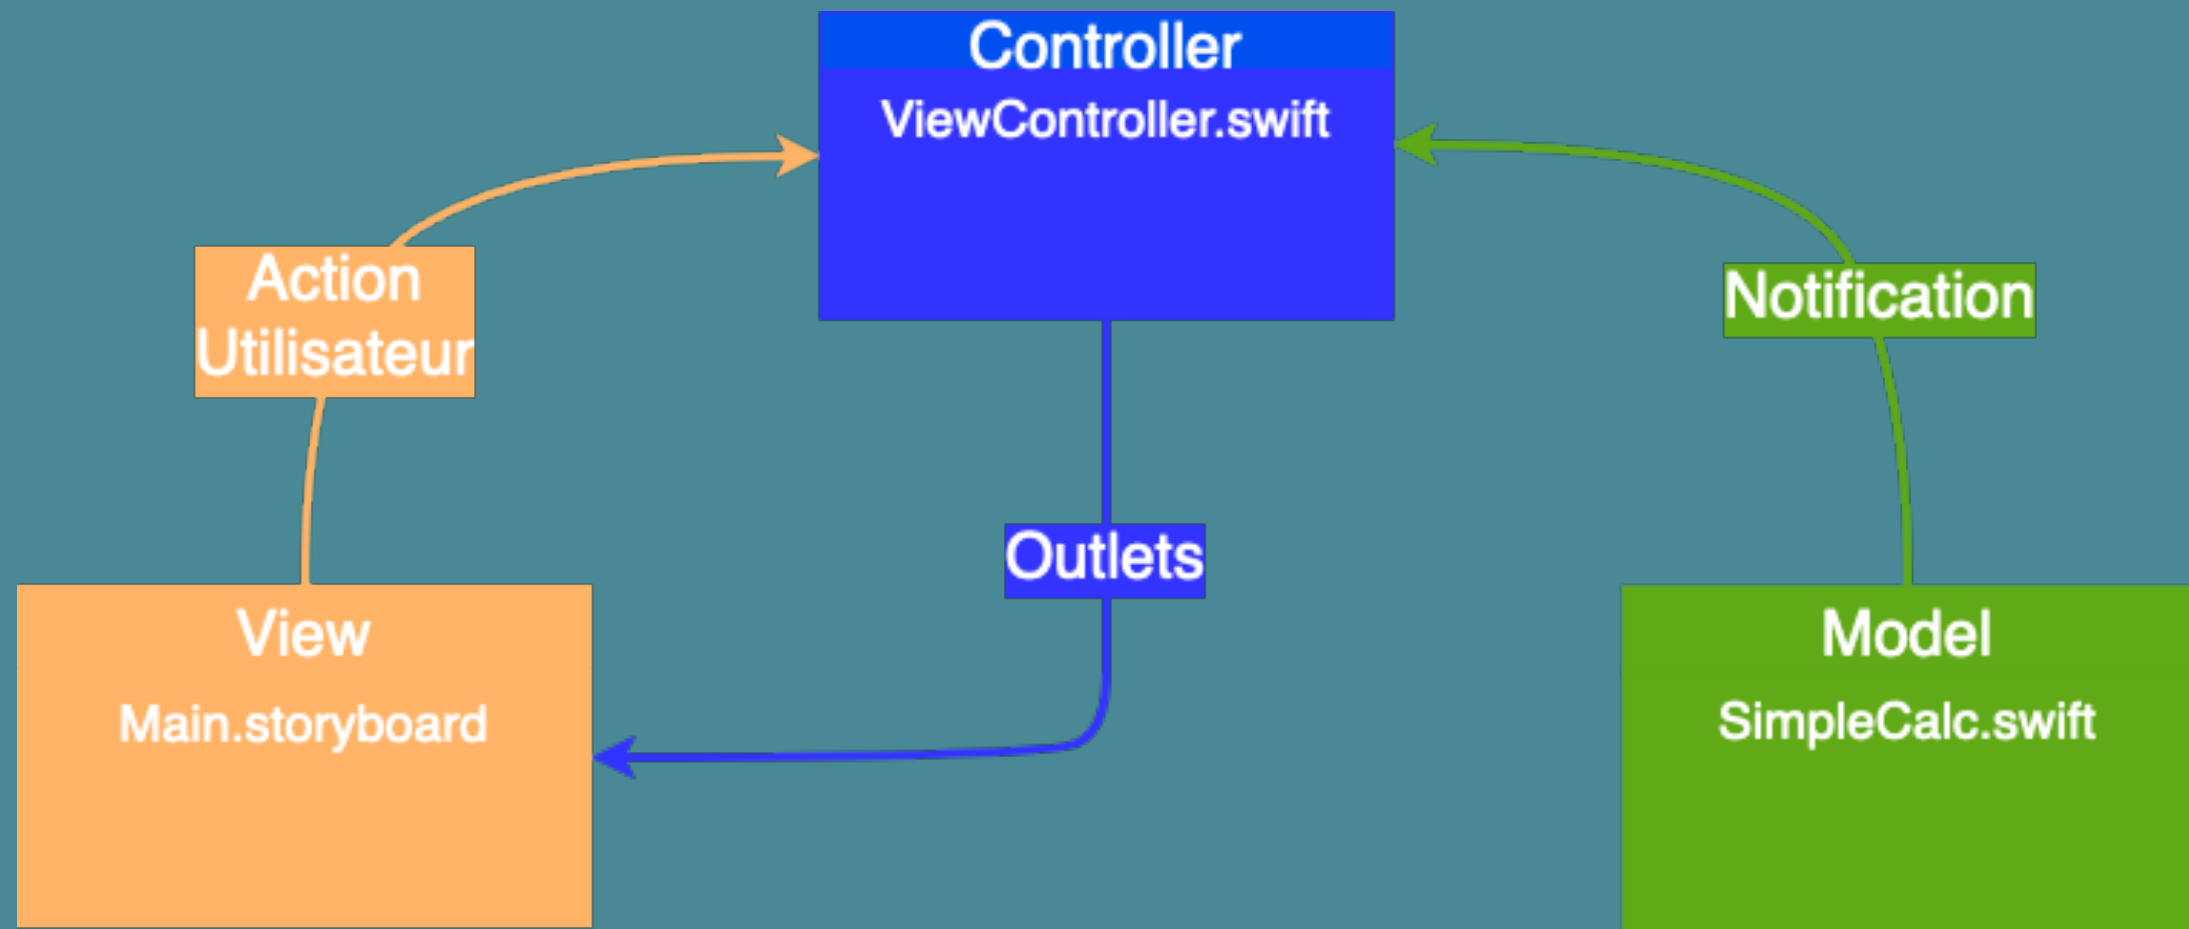 Controller
ViewController.swift
Action
Utilisateur
Notification
Outlets
View
Main.storyboard
Model
SimpleCalc.swift